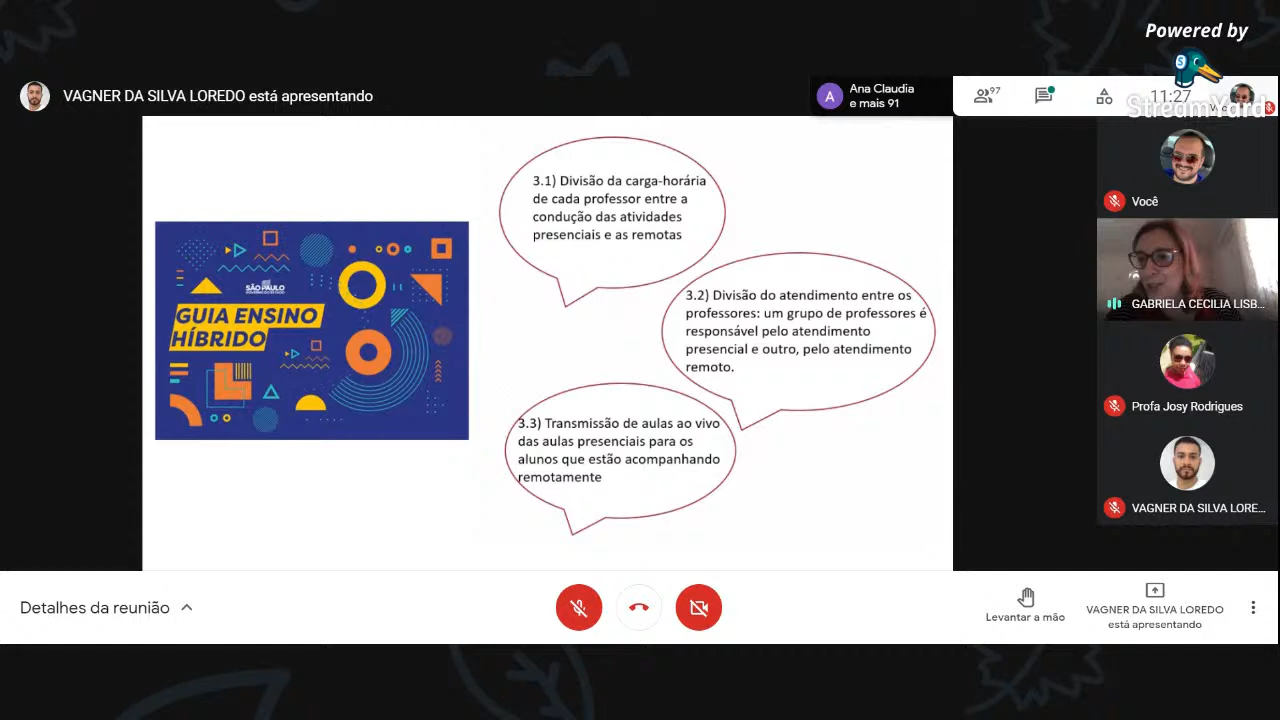 Powered by
StreamYard
VAGNER DA SILVA LOREDO está apresentando
A
Ana Claudia
e mais 91
97
11:27
3.1) Divisão da carga-horária
de cada professor entre a
condução das atividades
presenciais e as remotas
SÃO PAULO
GUIA ENSINO
HÍBRIDO
3.2) Divisão do atendimento entre os
professores: um grupo de professores é
responsável pelo atendimento
presencial e outro, pelo atendimento
remoto.
3.3) Transmissão de aulas ao vivo
das aulas presenciais para os
alunos que estão acompanhando
remotamente
Você
GABRIELA CECILIA LISB...
Profa Josy Rodrigues
VAGNER DA SILVA LORE...
Detalhes da reunião
Levantar a mão
VAGNER DA SILVA LOREDO
está apresentando